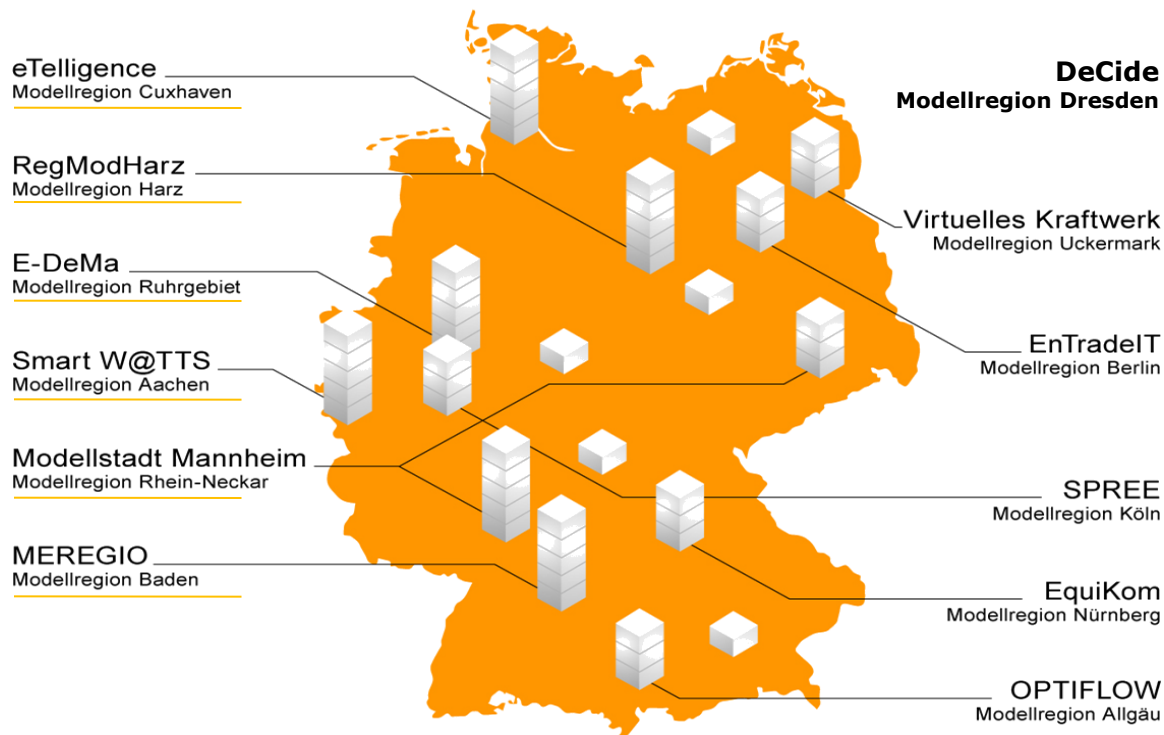 eTelligence
Modellregion Cuxhaven
RegModHarz
Modellregion Harz
E-DeMa
Modellregion Ruhrgebiet
Smart W@TTS
Modellregion Aachen
Modellstadt Mannheim
Modellregion Rhein-Neckar
MEREGIO
Modellregion Baden
DeCide
Modellregion Dresden
Virtuelles Kraftwerk
Modellregion Uckermark
EnTradeIT
Modellregion Berlin
SPREE
Modellregion Köln
EquiKom
Modellregion Nürnberg
OPTIFLOW
Modellregion Allgäu